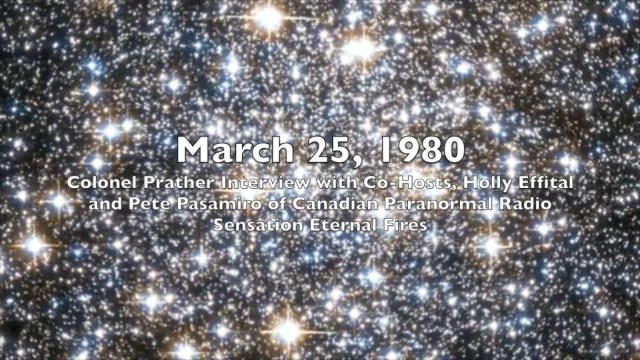 March 25, 1980
Colonel Prather Interview with Co-Hosts, Holly Effital
and Pete Pasamiro of Canadian Paranormal Radio
Sensation Eternal Fires